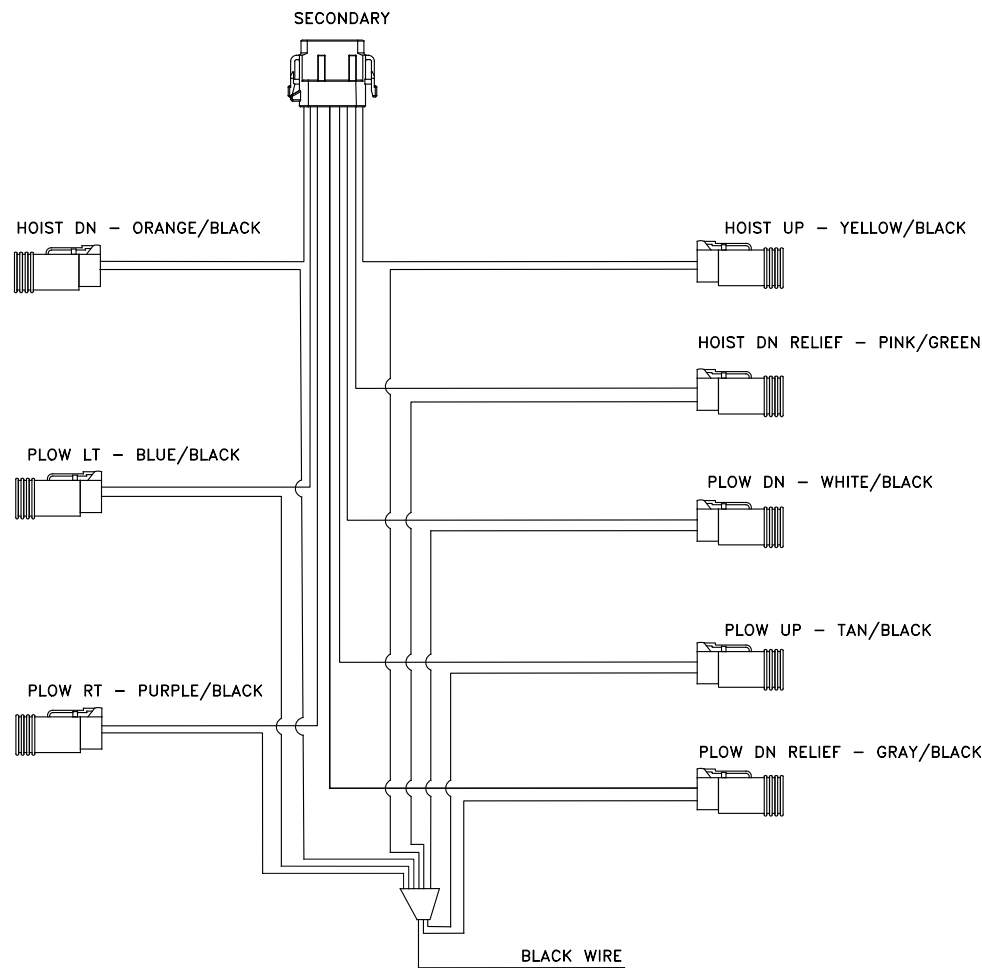 SECONDARY
HOIST DN - ORANGE/BLACK
HOIST UP - YELLOW/BLACK
HOIST DN RELIEF - PINK/GREEN
PLOW LT - BLUE/BLACK
PLOW DN - WHITE/BLACK
PLOW UP - TAN/BLACK
PLOW RT - PURPLE/BLACK
PLOW DN RELIEF - GRAY/BLACK
BLACK WIRE